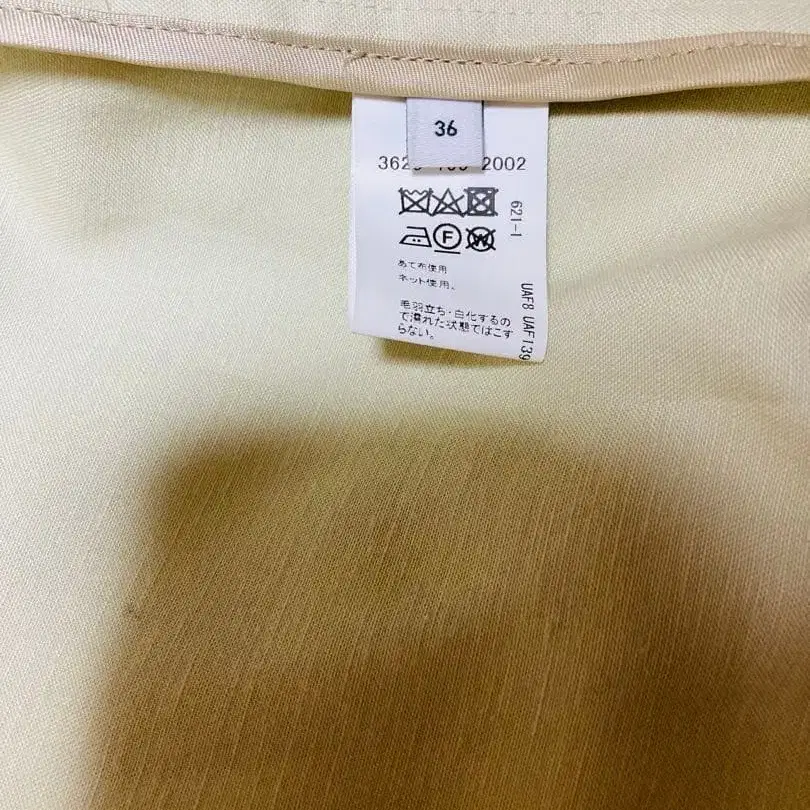 36
2002
621-1
F
W
あて布使用
ネット使用。
毛羽立ち・白化するの
で濡れた状態ではこす
らない。
UAF8 UAF139